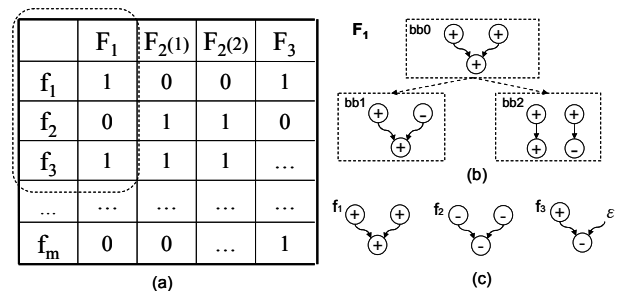 F1 F2(1) F2(2) F3
f1 1 0 0 1
f2 0 1 1 0
f3 1 1 1 ...
... ... ... ... ...
fm 0 0 ... 1
(a)
F1
bb0
+ +
+
bb1 bb2
+ - + +
+ + -
(b)
f1 f2 f3
+ + - - + ε
+ - -
(c)